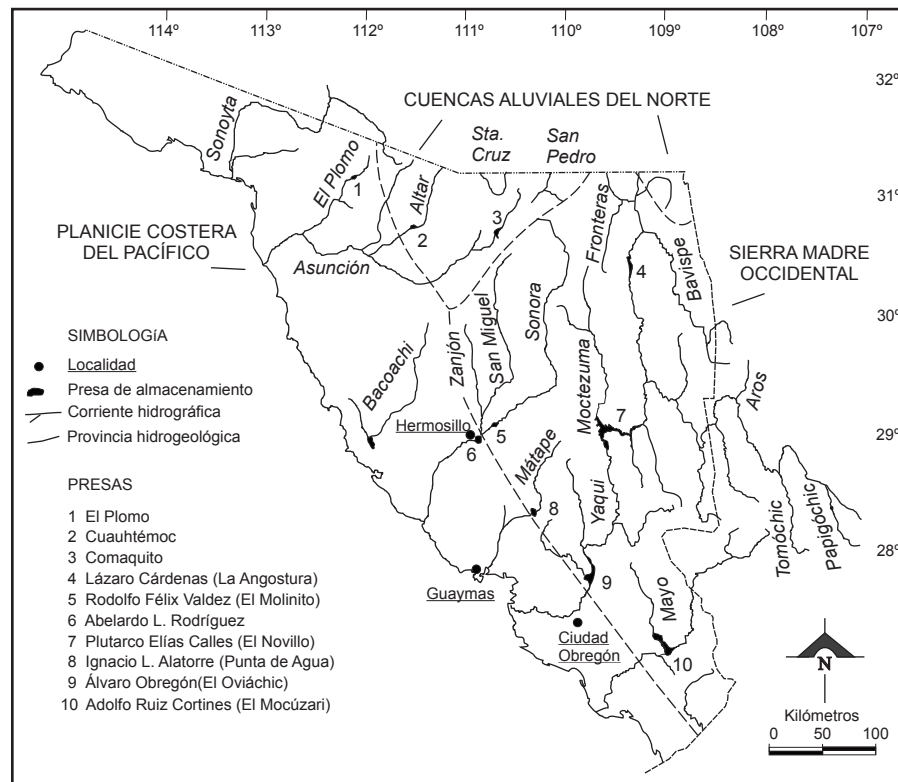 114º 113º 112º 111º 110º 109º 108º 107º
32º
31º
30º
29º
28º
CUENCAS ALUVIALES DEL NORTE
Sonoyta
El Plomo
1
Altar
2
Sta.
Cruz
San
Pedro
3
Fronteras
4
Bavispe
PLANICIE COSTERA
DEL PACÍFICO
Asunción
SIERRA MADRE
OCCIDENTAL
Bacoachi
Zanjón
San Miguel
Sonora
Moctezuma
7
Aros
Hermosillo
6
5
Mátape
8
Yaqui
9
Tomóchic
Papigóchic
Guaymas
Ciudad
Obregón
Mayo
10
SIMBOLOGíA
Localidad
Presa de almacenamiento
Corriente hidrográfica
Provincia hidrogeológica
PRESAS
1 El Plomo
2 Cuauhtémoc
3 Comaquito
4 Lázaro Cárdenas (La Angostura)
5 Rodolfo Félix Valdez (El Molinito)
6 Abelardo L. Rodríguez
7 Plutarco Elías Calles (El Novillo)
8 Ignacio L. Alatorre (Punta de Agua)
9 Álvaro Obregón(El Oviáchic)
10 Adolfo Ruiz Cortines (El Mocúzari)
N
Kilómetros
0 50 100